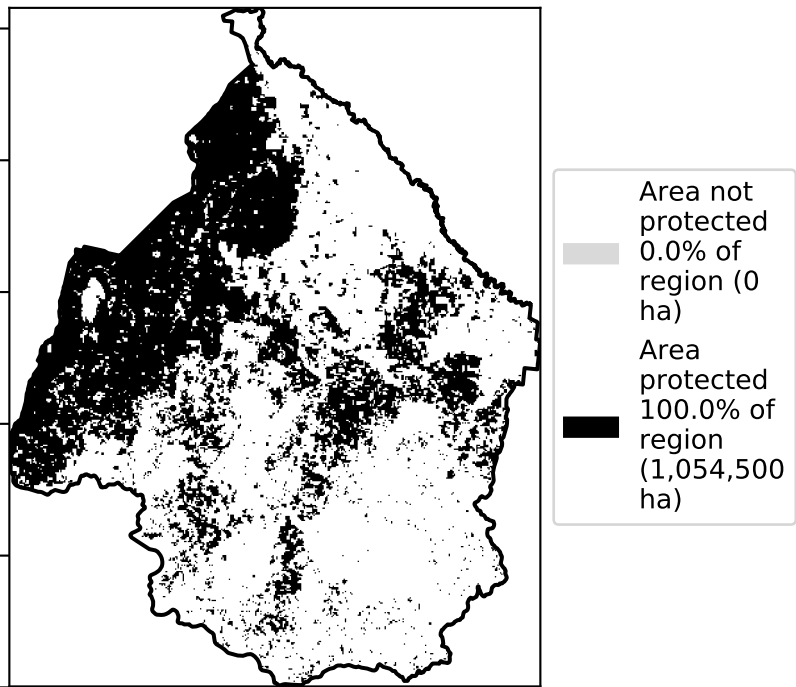 Area not
protected
0.0% of
region (0
ha)
Area
protected
100.0% of
region
(1,054,500
ha)